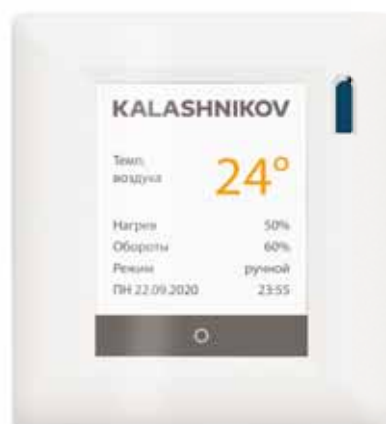 KALASHNIKOV
Темп.
воздуха
24°
Нагрев 50%
Обороты 60%
Режим ручной
ПН 22.09.2020 23:55